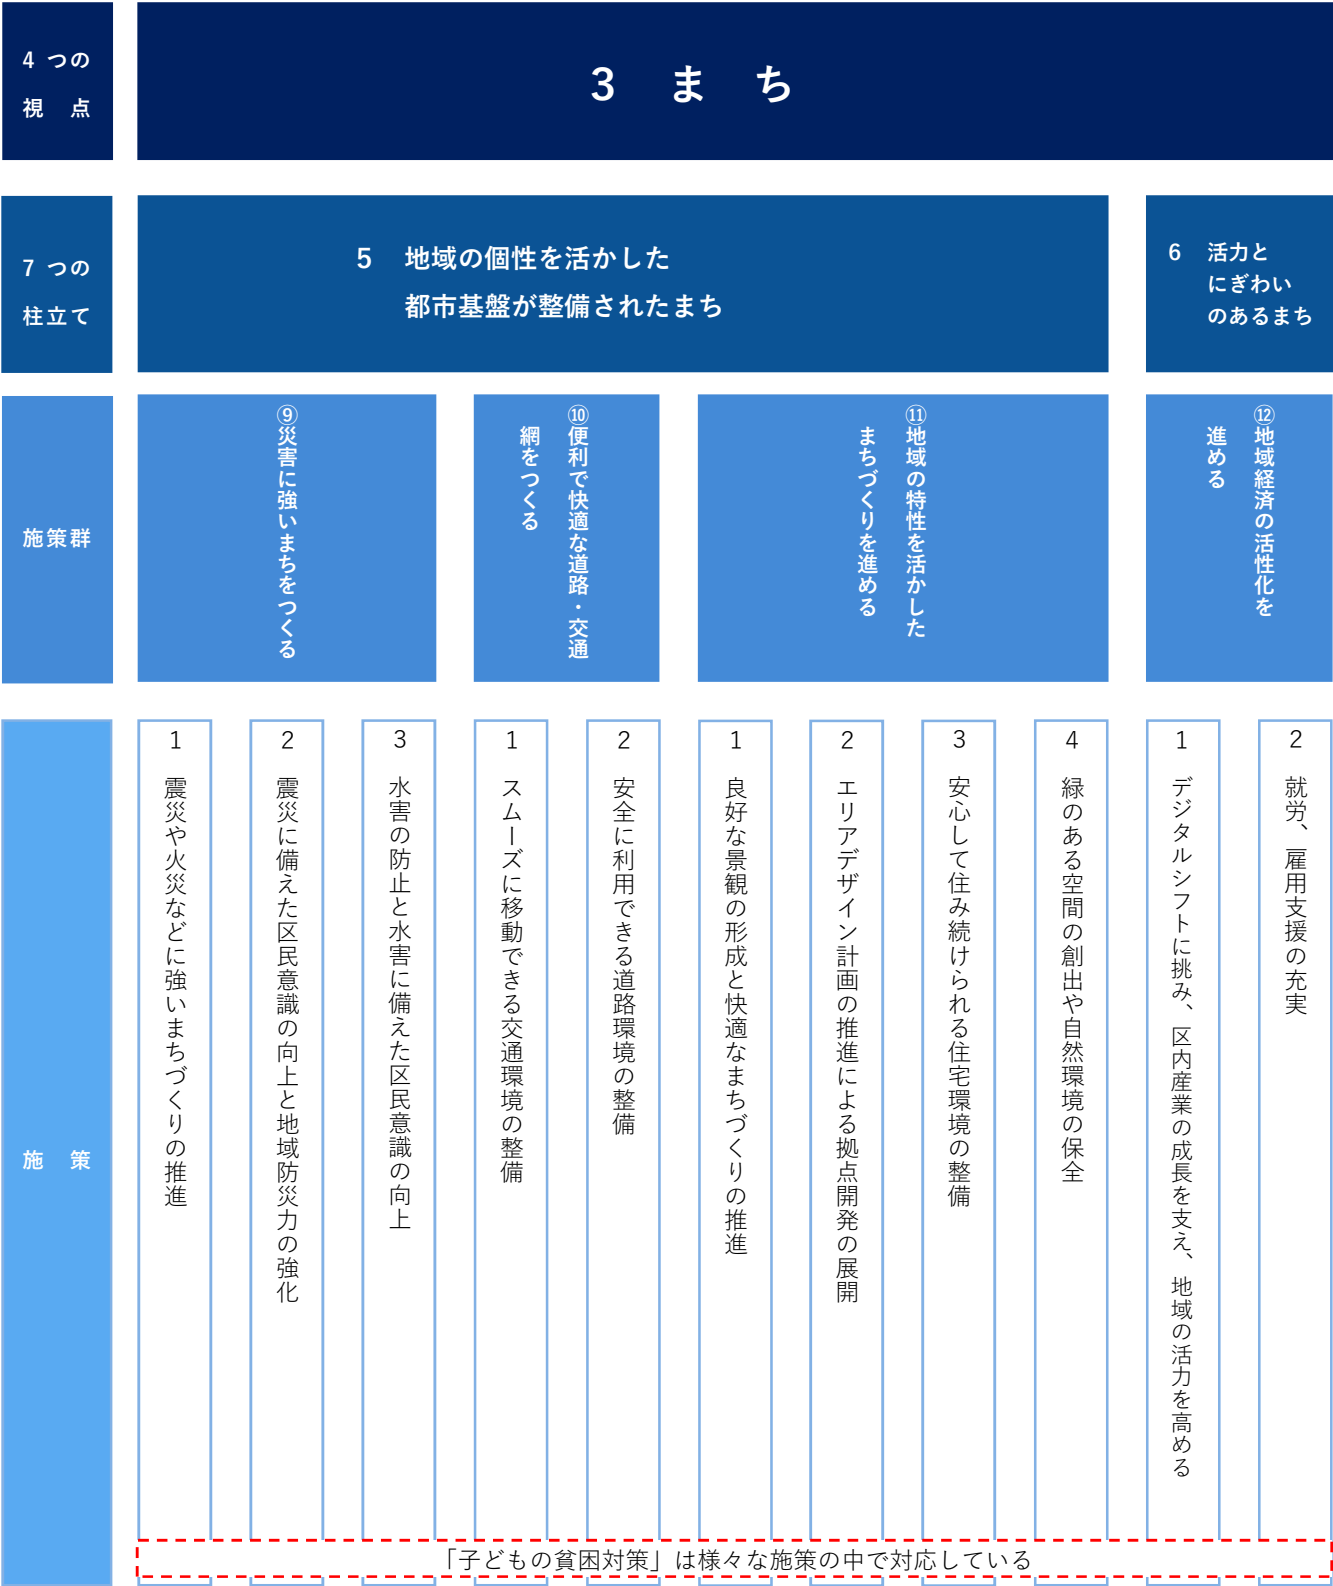 4 つの
視 点
3 ま ち
7 つの
柱立て
5 地域の個性を活かした
都市基盤が整備されたまち
6 活力と
にぎわい
のあるまち
施策群
⑨災害に強いまちをつくる
⑩便利で快適な道路・交通
網をつくる
⑪地域の特性を活かした
まちづくりを進める
⑫地域経済の活性化を
進める
施 策
1 震災や火災などに強いまちづくりの推進
2 震災に備えた区民意識の向上と地域防災力の強化
3 水害の防止と水害に備えた区民意識の向上
1 スムーズに移動できる交通環境の整備
2 安全に利用できる道路環境の整備
1 良好な景観の形成と快適なまちづくりの推進
2 エリアデザイン計画の推進による拠点開発の展開
3 安心して住み続けられる住宅環境の整備
4 緑のある空間の創出や自然環境の保全
1 デジタルシフトに挑み、区内産業の成長を支え、地域の活力を高める
2 就労、雇用支援の充実
「子どもの貧困対策」は様々な施策の中で対応している